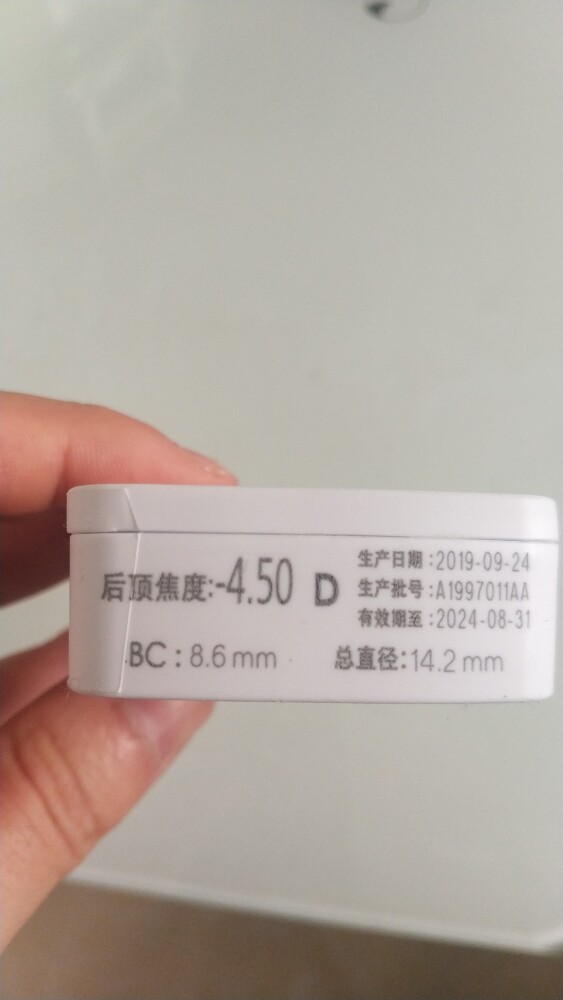 后顶焦度:-4.50 D
生产日期:2019-09-24
生产批号:A1997011AA
有效期至:2024-08-31
BC:8.6mm
总直径:14.2mm